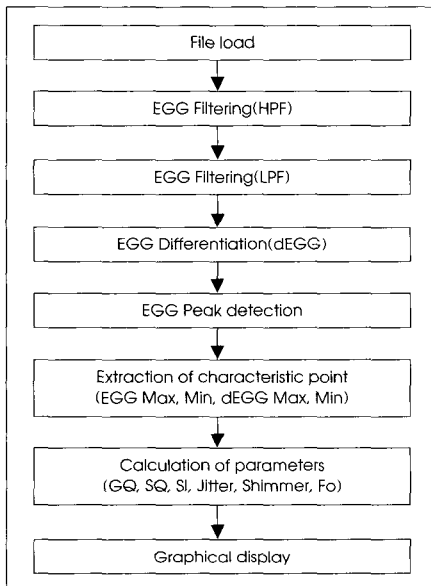 File load
EGG Filtering(HPF)
EGG Filtering(LPF)
EGG Differentiation(dEGG)
EGG Peak detection
Extraction of characteristic point
(EGG Max, Min, dEGG Max, Min)
Calculation of parameters
(GQ, SQ, SI, Jitter, Shimmer, Fo)
Graphical display